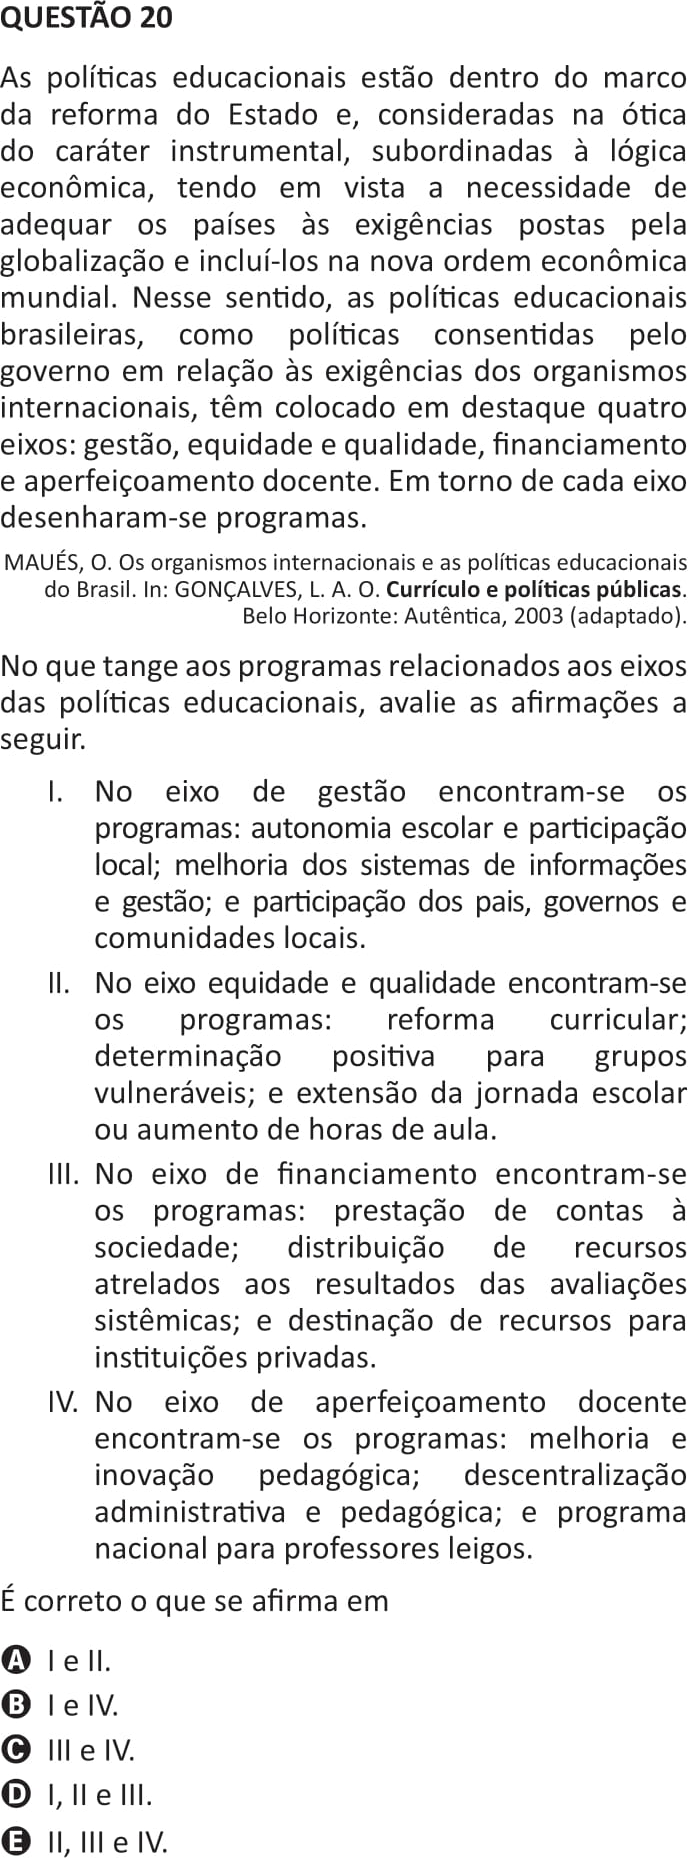 QUESTÃO 20
As políticas educacionais estão dentro do marco
da reforma do Estado e, consideradas na ótica
do caráter instrumental, subordinadas à lógica
econômica, tendo em vista a necessidade de
adequar os países às exigências postas pela
globalização e incluí-los na nova ordem econômica
mundial. Nesse sentido, as políticas educacionais
brasileiras, como políticas consentidas pelo
governo em relação às exigências dos organismos
internacionais, têm colocado em destaque quatro
eixos: gestão, equidade e qualidade, financiamento
e aperfeiçoamento docente. Em torno de cada eixo
desenharam-se programas.
MAUÉS, O. Os organismos internacionais e as políticas educacionais
do Brasil. In: GONÇALVES, L. A. O. Currículo e políticas públicas.
Belo Horizonte: Autêntica, 2003 (adaptado).
No que tange aos programas relacionados aos eixos
das políticas educacionais, avalie as afirmações a
seguir.
I. No eixo de gestão encontram-se os
programas: autonomia escolar e participação
local; melhoria dos sistemas de informações
e gestão; e participação dos pais, governos e
comunidades locais.
II. No eixo equidade e qualidade encontram-se
os programas: reforma curricular;
determinação positiva para grupos
vulneráveis; e extensão da jornada escolar
ou aumento de horas de aula.
III. No eixo de financiamento encontram-se
os programas: prestação de contas à
sociedade; distribuição de recursos
atrelados aos resultados das avaliações
sistêmicas; e destinação de recursos para
instituições privadas.
IV. No eixo de aperfeiçoamento docente
encontram-se os programas: melhoria e
inovação pedagógica; descentralização
administrativa e pedagógica; e programa
nacional para professores leigos.
É correto o que se afirma em
A I e II.
B I e IV.
C III e IV.
D I, II e III.
E II, III e IV.